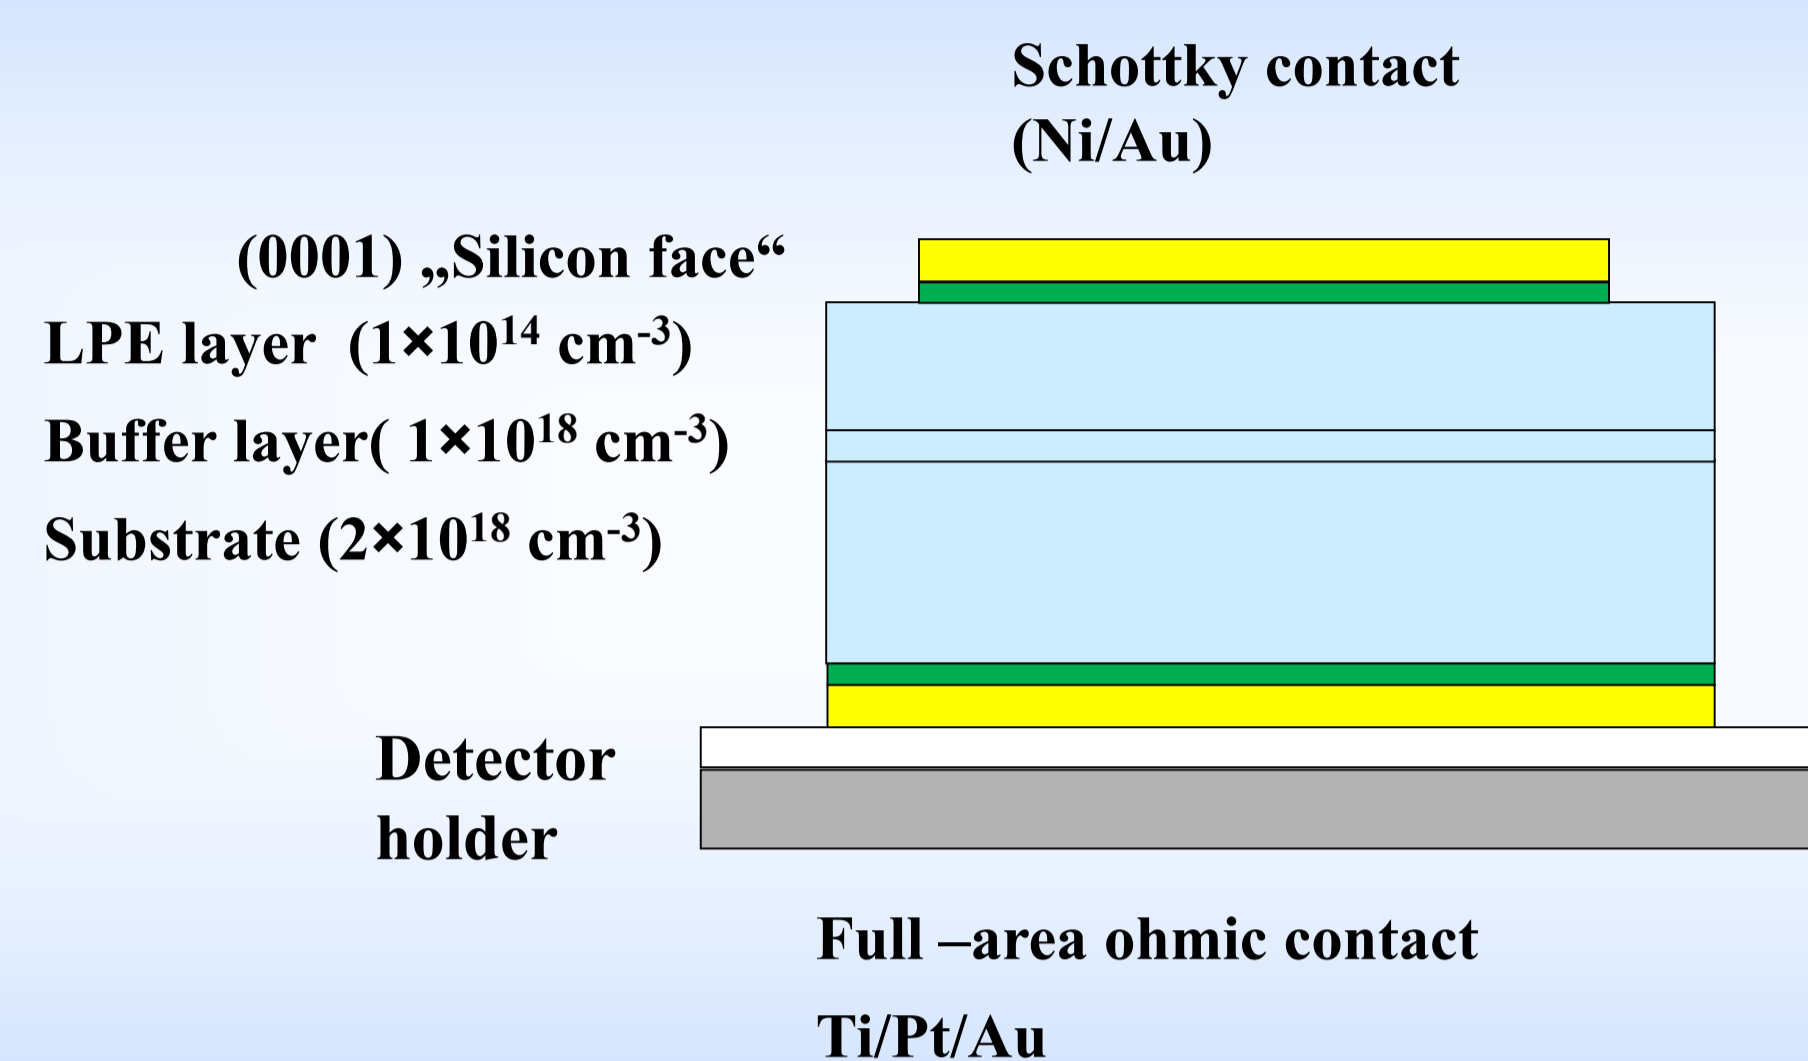 Schottky contact
(Ni/Au)
(0001) „Silicon face“
LPE layer  (1×10¹⁴ cm⁻³)
Buffer layer( 1×10¹⁸ cm⁻³)
Substrate (2×10¹⁸ cm⁻³)
Detector
holder
Full –area ohmic contact
Ti/Pt/Au